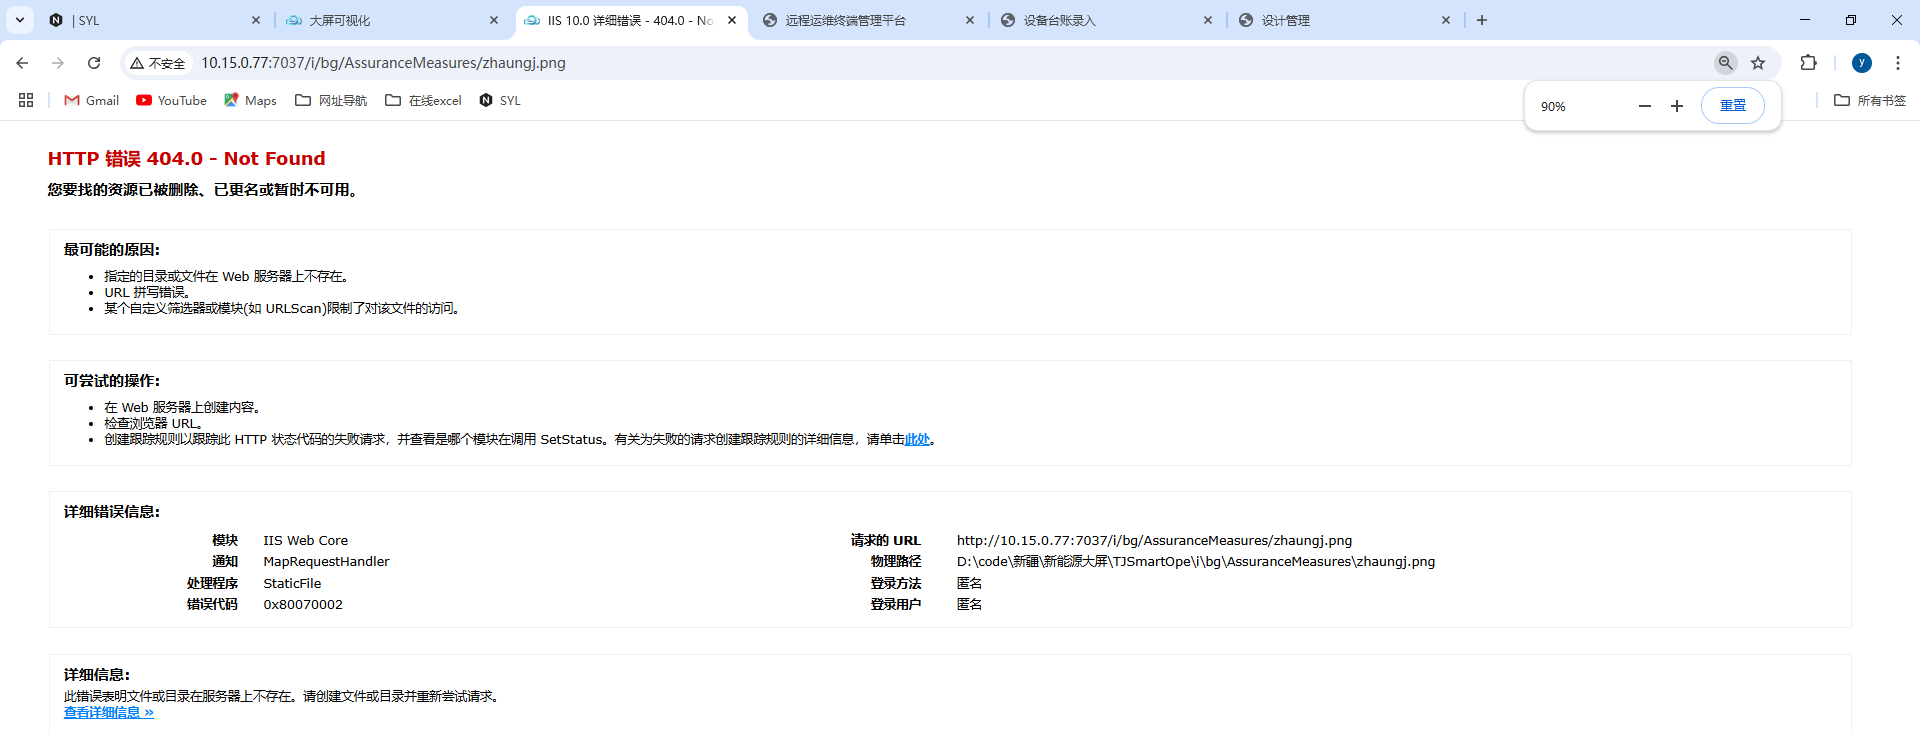 | SYL
大屏可视化
IIS 10.0 详细错误 - 404.0 - No
远程运维终端管理平台
设备台账录入
设计管理
不安全
10.15.0.77:7037/i/bg/AssuranceMeasures/zhaungj.png
y
Gmail
YouTube
Maps
网址导航
在线excel
SYL
所有书签
90%
重置
HTTP 错误 404.0 - Not Found
您要找的资源已被删除、已更名或暂时不可用。
最可能的原因:
• 指定的目录或文件在 Web 服务器上不存在。
• URL 拼写错误。
• 某个自定义筛选器或模块(如 URLScan)限制了对该文件的访问。
可尝试的操作:
• 在 Web 服务器上创建内容。
• 检查浏览器 URL。
• 创建跟踪规则以跟踪此 HTTP 状态代码的失败请求，并查看是哪个模块在调用 SetStatus。有关为失败的请求创建跟踪规则的详细信息，请单击此处。
详细错误信息:
模块 IIS Web Core
通知 MapRequestHandler
处理程序 StaticFile
错误代码 0x80070002
请求的 URL http://10.15.0.77:7037/i/bg/AssuranceMeasures/zhaungj.png
物理路径 D:\code\新疆\新能源大屏\TJSmartOpe\i\bg\AssuranceMeasures\zhaungj.png
登录方法 匿名
登录用户 匿名
详细信息:
此错误表明文件或目录在服务器上不存在。请创建文件或目录并重新尝试请求。
查看详细信息 »